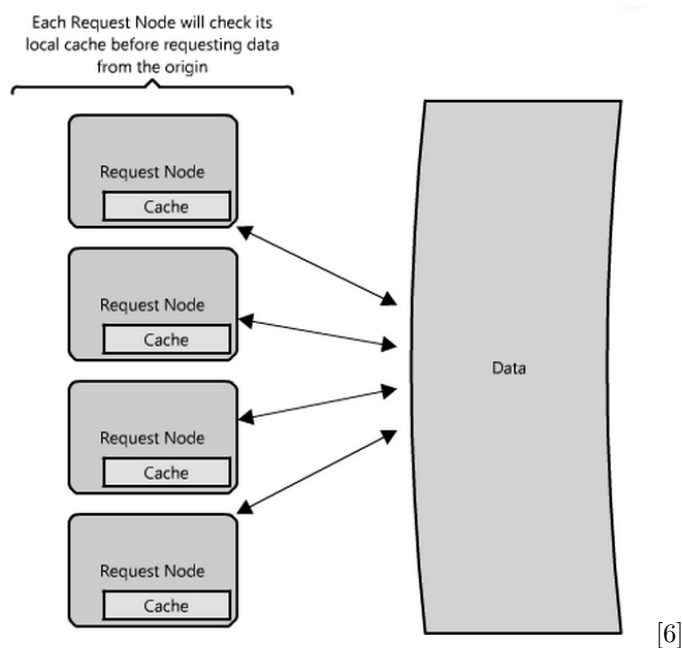 Each Request Node will check its
local cache before requesting data
from the origin
Request Node
Cache
Request Node
Cache
Data
Request Node
Cache
Request Node
Cache
[6]